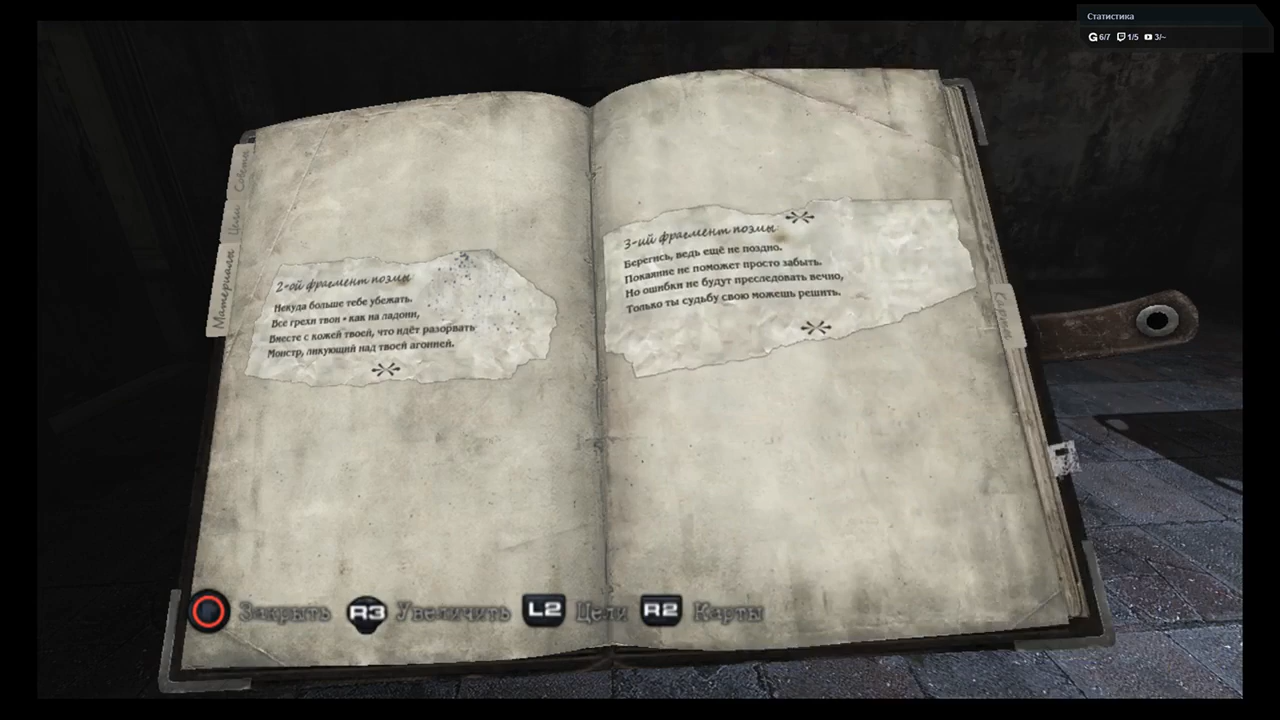 Статистика
6/7 1/5 3/~
Советы
Цели
Материалы
2-ой фрагмент поэмы
Некуда больше тебе убежать.
Все грехи твои - как на ладони,
Вместе с кожей твоей, что идёт разорвать
Монстр, ликующий над твоей агонией.
3-ий фрагмент поэмы
Берегись, ведь ещё не поздно.
Покаяние не поможет просто забыть.
Но ошибки не будут преследовать вечно,
Только ты судьбу свою можешь решить.
Карты
Закрыть R3 Увеличить L2 Цели R2 Карты